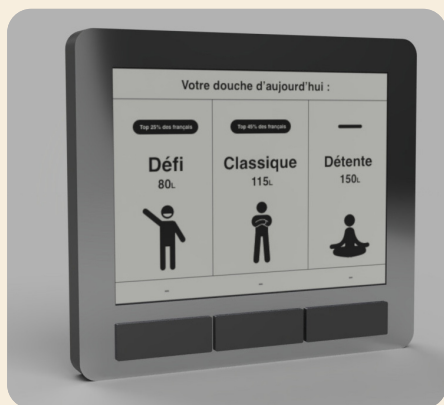 Votre douche d'aujourd'hui :
Top 25% des français
Défi
80L
Top 45% des français
Classique
115L
Détente
150L